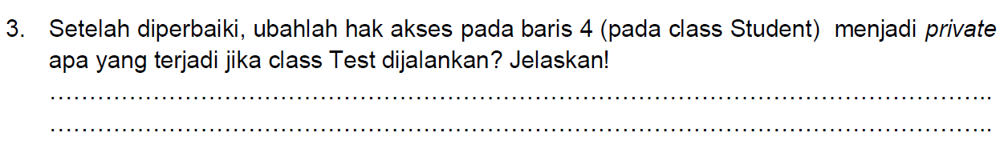 3. Setelah diperbaiki, ubahlah hak akses pada baris 4 (pada class Student) menjadi private
apa yang terjadi jika class Test dijalankan? Jelaskan!
……………………………………………………………………………………………………..
……………………………………………………………………………………………………...